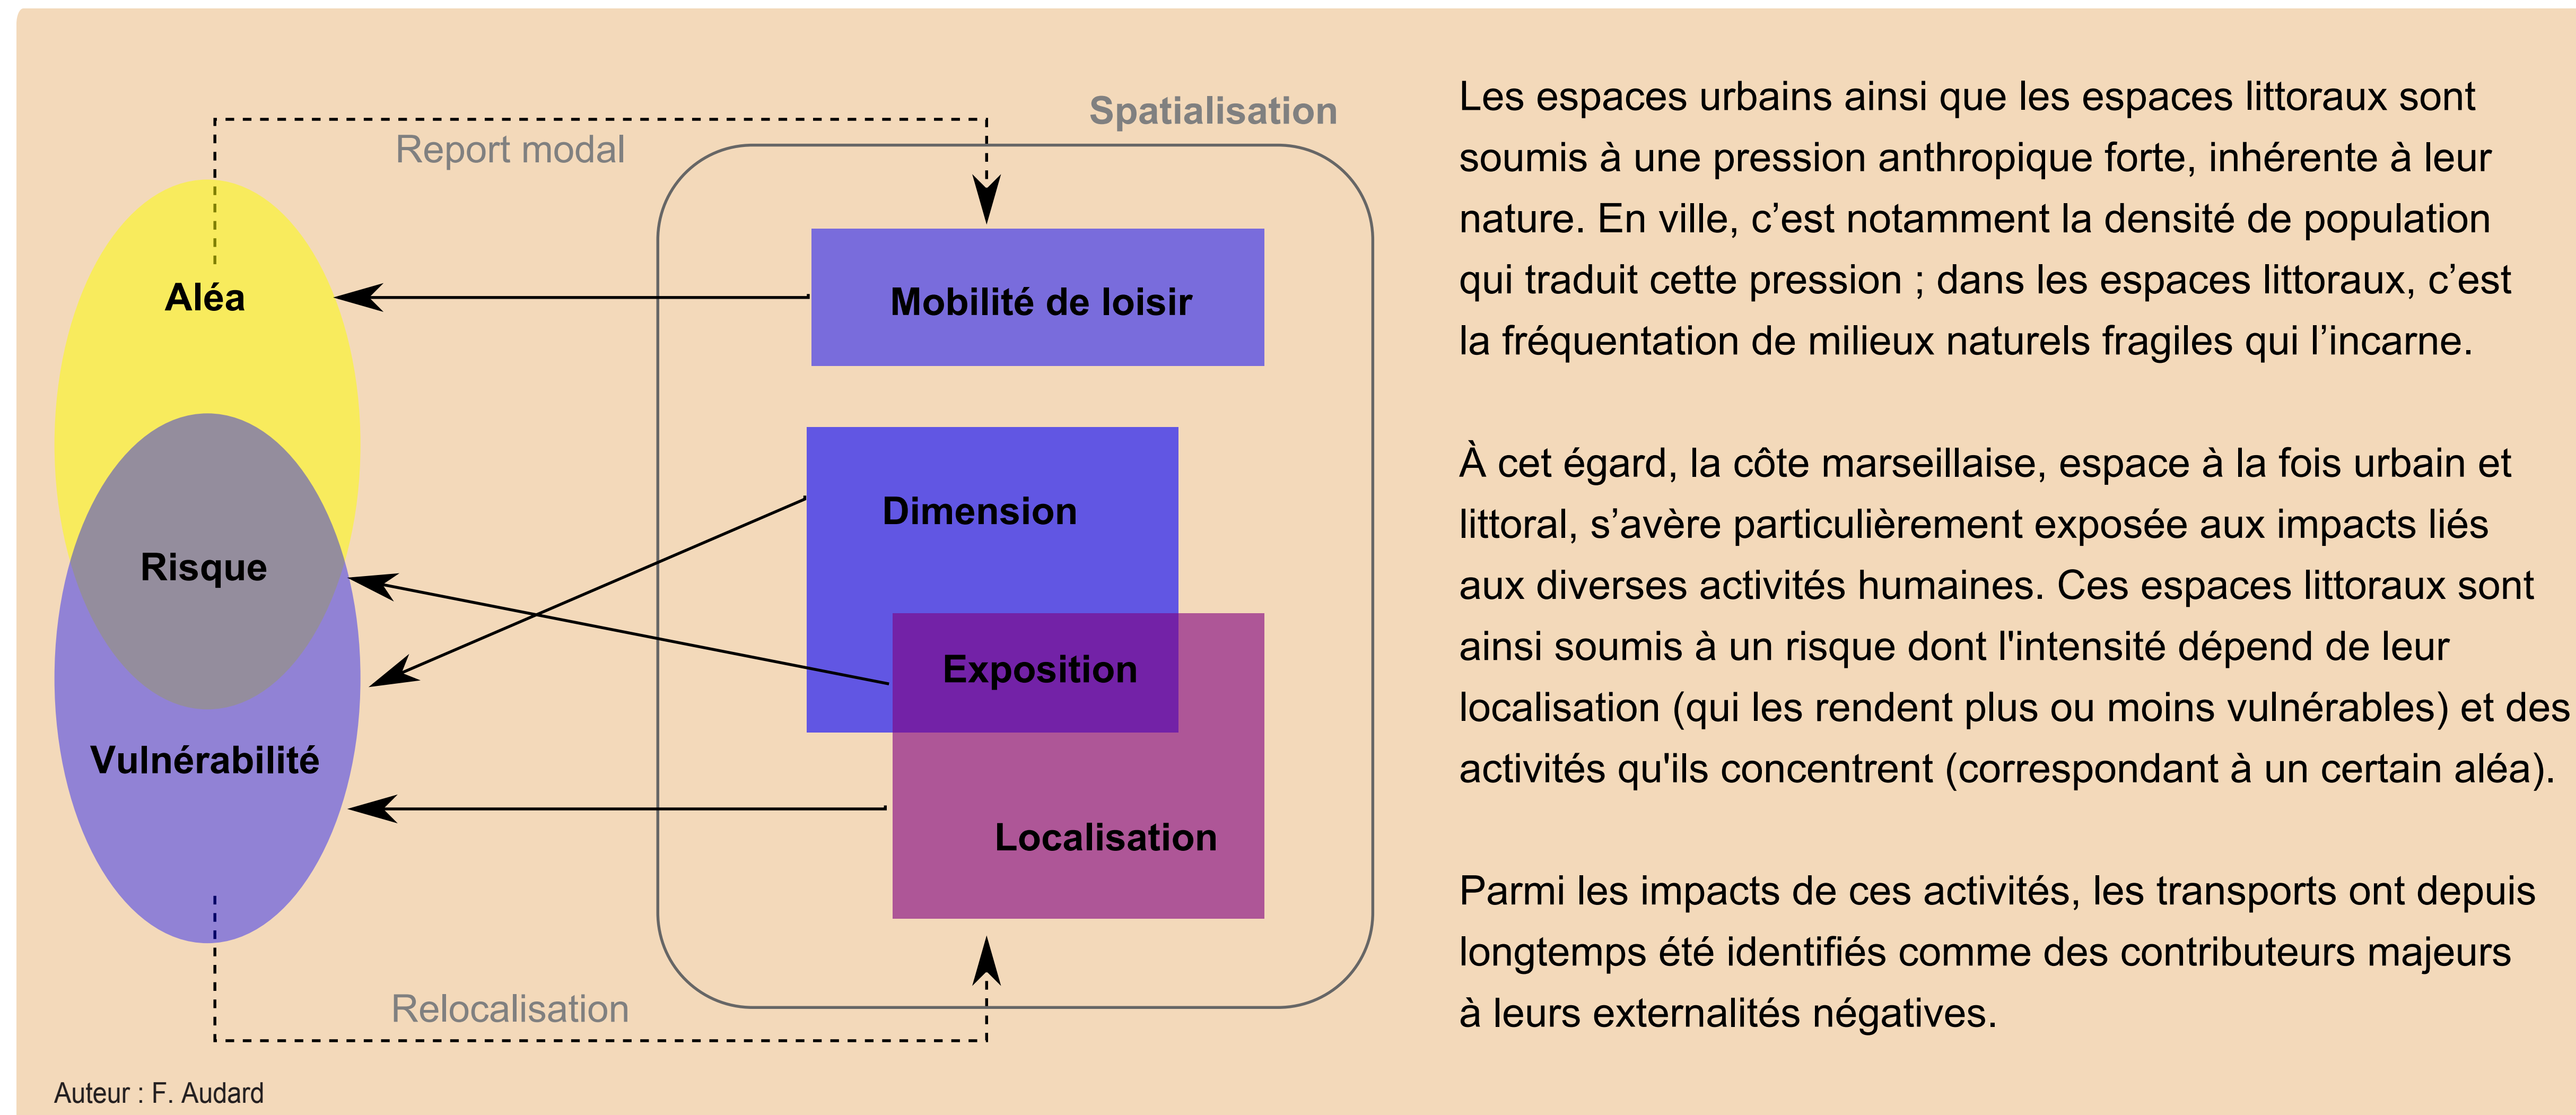 Spatialisation
Report modal
Aléa
Mobilité de loisir
Dimension
Risque
Exposition
Vulnérabilité
Localisation
Relocalisation
Auteur : F. Audard
Les espaces urbains ainsi que les espaces littoraux sont
soumis à une pression anthropique forte, inhérente à leur
nature. En ville, c’est notamment la densité de population
qui traduit cette pression ; dans les espaces littoraux, c’est
la fréquentation de milieux naturels fragiles qui l’incarne.
À cet égard, la côte marseillaise, espace à la fois urbain et
littoral, s’avère particulièrement exposée aux impacts liés
aux diverses activités humaines. Ces espaces littoraux sont
ainsi soumis à un risque dont l'intensité dépend de leur
localisation (qui les rendent plus ou moins vulnérables) et des
activités qu'ils concentrent (correspondant à un certain aléa).
Parmi les impacts de ces activités, les transports ont depuis
longtemps été identifiés comme des contributeurs majeurs
à leurs externalités négatives.